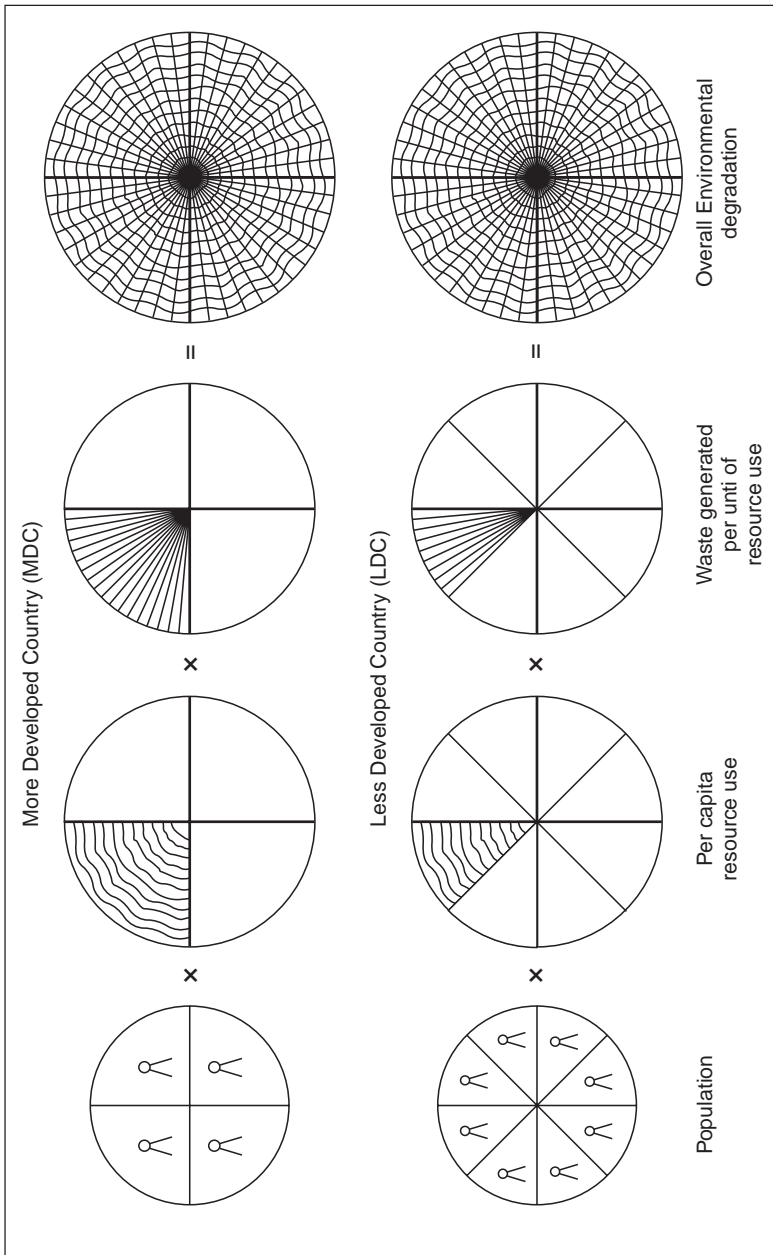 More Developed Country (MDC)
×
×
=
Less Developed Country (LDC)
×
×
=
Population
Per capita
resource use
Waste generated
per unti of
resource use
Overall Environmental
degradation